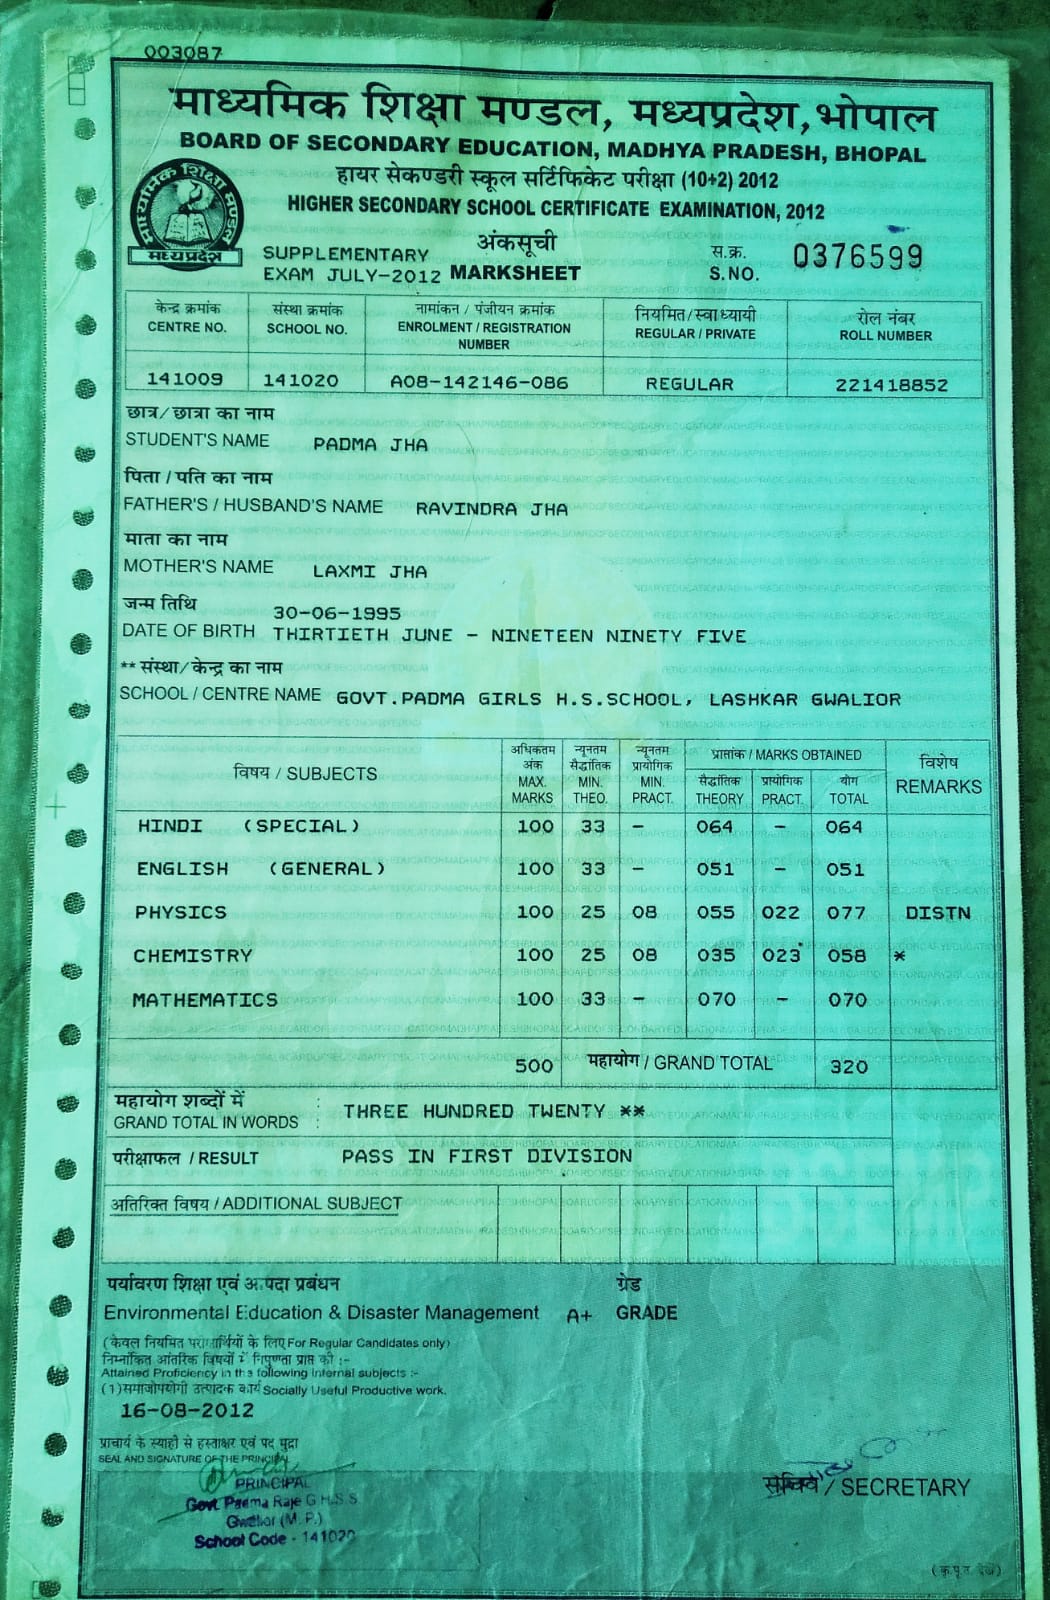 003087
माध्यमिक शिक्षा मण्डल, मध्यप्रदेश, भोपाल
BOARD OF SECONDARY EDUCATION, MADHYA PRADESH, BHOPAL
हायर सेकण्डरी स्कूल सर्टिफिकेट परीक्षा (10+2) 2012
HIGHER SECONDARY SCHOOL CERTIFICATE EXAMINATION, 2012
माध्यमिक शिक्षा मण्डल
मध्यप्रदेश
SUPPLEMENTARY अंकसूची स.क्र.
EXAM JULY-2012 MARKSHEET S.NO. 0376599
केन्द्र क्रमांक संस्था क्रमांक नामांकन / पंजीयन क्रमांक नियमित/स्वाध्यायी रोल नंबर
CENTRE NO. SCHOOL NO. ENROLMENT / REGISTRATION NUMBER REGULAR / PRIVATE ROLL NUMBER
141009 141020 A08-142146-086 REGULAR 221418852
छात्र/छात्रा का नाम
STUDENT'S NAME PADMA JHA
पिता / पति का नाम
FATHER'S / HUSBAND'S NAME RAVINDRA JHA
माता का नाम
MOTHER'S NAME LAXMI JHA
जन्म तिथि 30-06-1995
DATE OF BIRTH THIRTIETH JUNE - NINETEEN NINETY FIVE
** संस्था/केन्द्र का नाम
SCHOOL / CENTRE NAME GOVT.PADMA GIRLS H.S.SCHOOL, LASHKAR GWALIOR
विषय / SUBJECTS अधिकतम अंक MAX. MARKS न्यूनतम सैद्धांतिक MIN. THEO. न्यूनतम प्रायोगिक MIN. PRACT. प्राप्तांक / MARKS OBTAINED विशेष REMARKS
सैद्धांतिक THEORY प्रायोगिक PRACT. योग TOTAL
HINDI (SPECIAL) 100 33 - 064 - 064
ENGLISH (GENERAL) 100 33 - 051 - 051
PHYSICS 100 25 08 055 022 077 DISTN
CHEMISTRY 100 25 08 035 023 058 *
MATHEMATICS 100 33 - 070 - 070
500 महायोग / GRAND TOTAL 320
महायोग शब्दों में :
GRAND TOTAL IN WORDS : THREE HUNDRED TWENTY **
परीक्षाफल / RESULT PASS IN FIRST DIVISION
अतिरिक्त विषय / ADDITIONAL SUBJECT
पर्यावरण शिक्षा एवं आपदा प्रबंधन ग्रेड
Environmental Education & Disaster Management A+ GRADE
(केवल नियमित परीक्षार्थियों के लिए For Regular Candidates only)
निम्नांकित आंतरिक विषयों में निपुणता प्राप्त की :-
Attained Proficiency in the following internal subjects :-
(1) समाजोपयोगी उत्पादक कार्य Socially Useful Productive work.
16-08-2012
प्राचार्य के स्याही से हस्ताक्षर एवं पद मुद्रा
SEAL AND SIGNATURE OF THE PRINCIPAL
PRINCIPAL
Govt. Padma Raje G.H.S.S.
Gwalior (M. P.)
School Code - 141020
सचिव / SECRETARY
(कृ.पृ.उ. देखें)